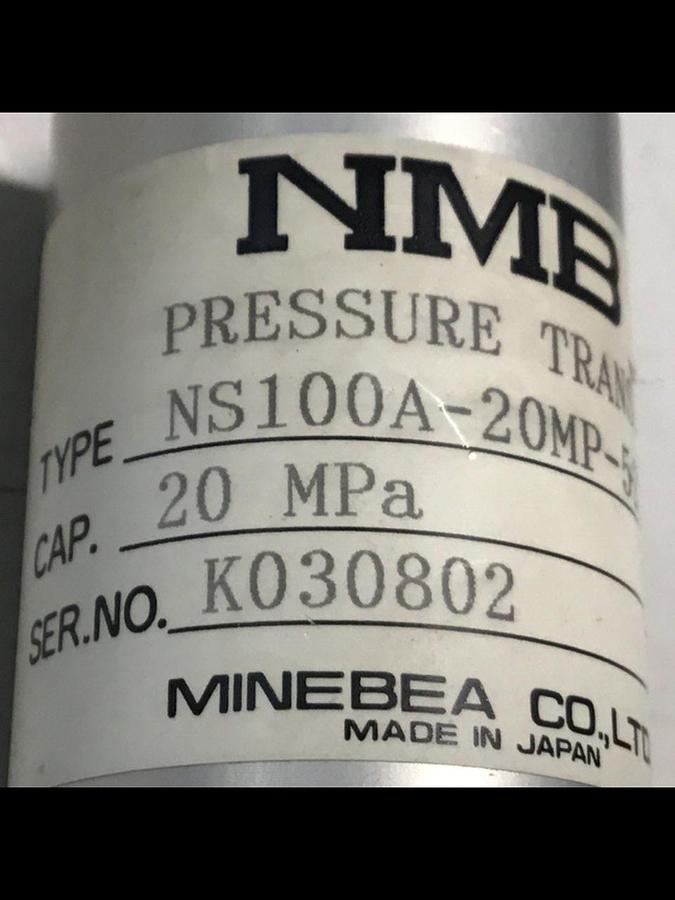 NMB
PRESSURE TRAN
TYPE NS100A-20MP-5
CAP. 20 MPa
SER.NO. K030802
MINEBEA CO.,LTD
MADE IN JAPAN